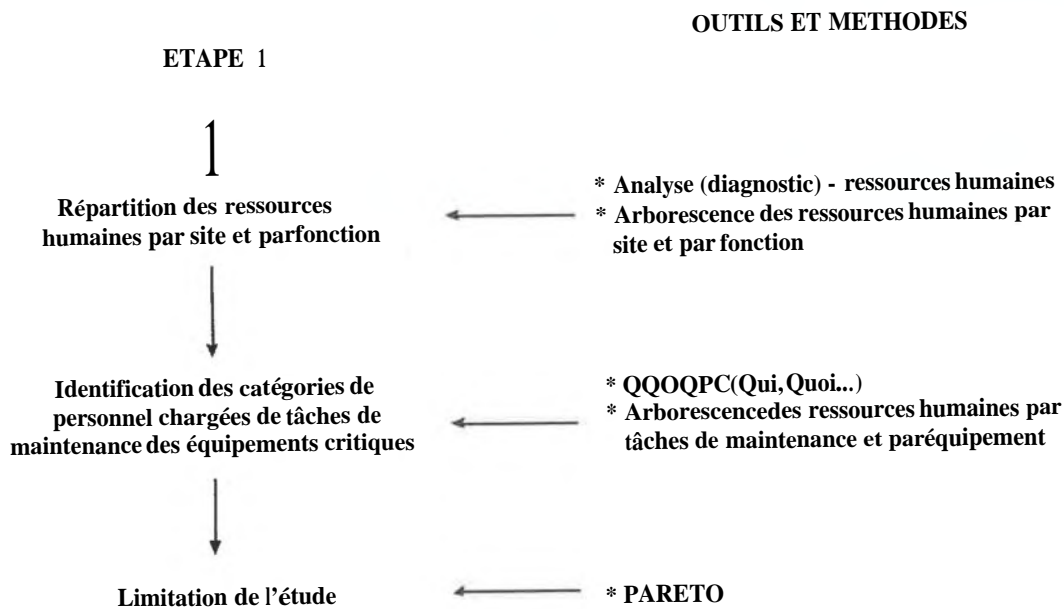 OUTILS ET METHODES
ETAPE 1
1
Répartition des ressources
humaines par site et parfonction
* Analyse (diagnostic) - ressources humaines
* Arborescence des ressources humaines par
site et par fonction
Identification des catégories de
personnel chargées de tâches de
maintenance des équipements critiques
* QQOQPC(Qui, Quoi...)
* Arborescencedes ressources humaines par
tâches de maintenance et paréquipement
Limitation de l'étude
* PARETO